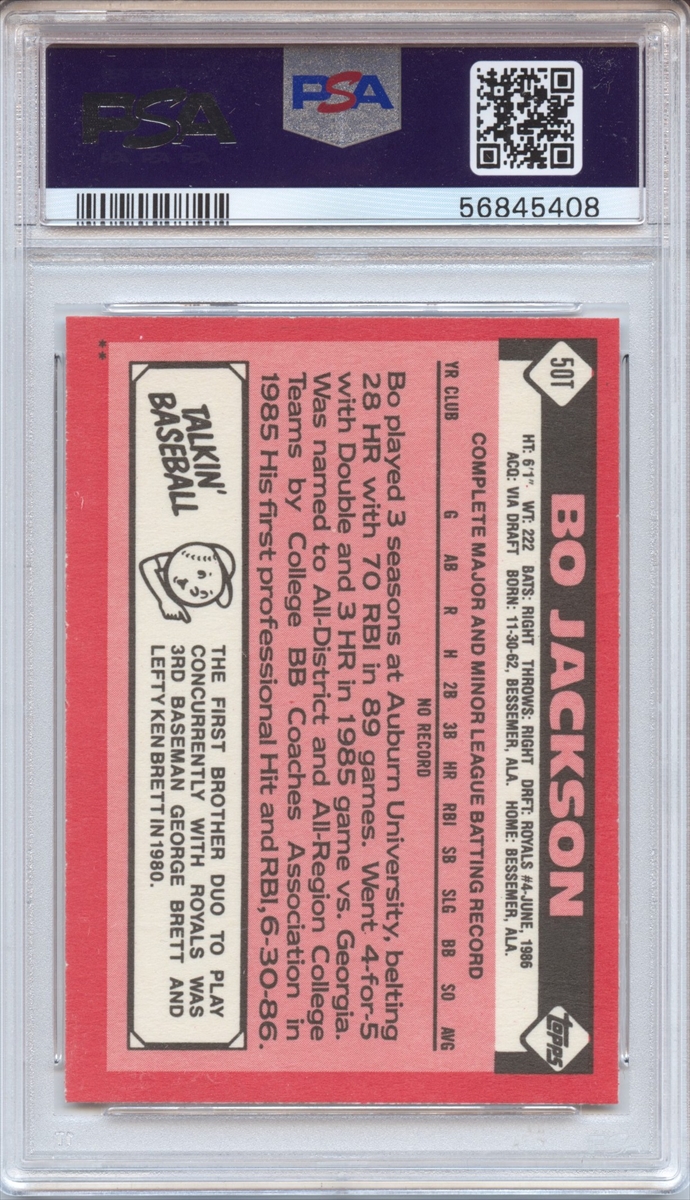 PSA
PSA
PSA PSA PSA
56845408
50T
BO JACKSON
topps
HT: 6'1". WT: 222 BATS: RIGHT THROWS: RIGHT DRFT: ROYALS #4-JUNE, 1986
ACQ: VIA DRAFT BORN: 11-30-62, BESSEMER, ALA. HOME: BESSEMER, ALA.
COMPLETE MAJOR AND MINOR LEAGUE BATTING RECORD
YR CLUB G AB R H 2B 3B HR RBI SB SLG BB SO AVG
NO RECORD
Bo played 3 seasons at Auburn University, belting
28 HR with 70 RBI in 89 games. Went 4-for-5
with Double and 3 HR in 1985 game vs. Georgia.
Was named to All-District and All-Region College
Teams by College BB Coaches Association in
1985 His first professional Hit and RBI, 6-30-86.
TALKIN'
BASEBALL
THE FIRST BROTHER DUO TO PLAY
CONCURRENTLY WITH ROYALS WAS
3RD BASEMAN GEORGE BRETT AND
LEFTY KEN BRETT IN 1980.
**